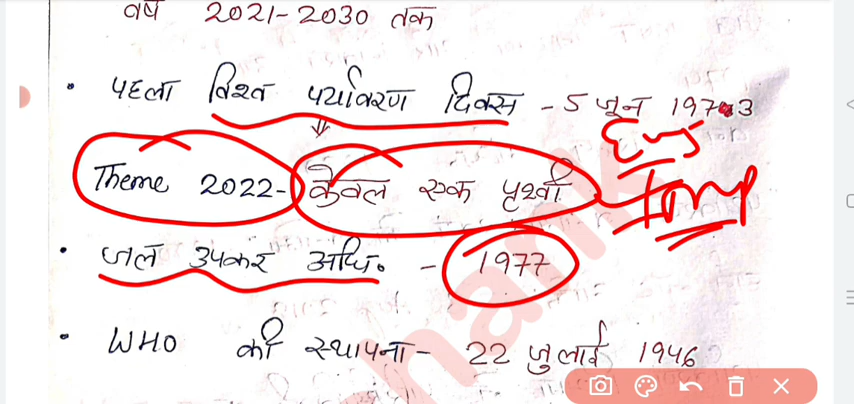 वर्ष 2021-2030 तक
• पहला विश्व पर्यावरण दिवस - 5 जून 1973
Theme 2022- केवल एक पृथ्वी
Imp
• जल उपकर अधि. - 1977
• WHO की स्थापना - 22 जुलाई 1946